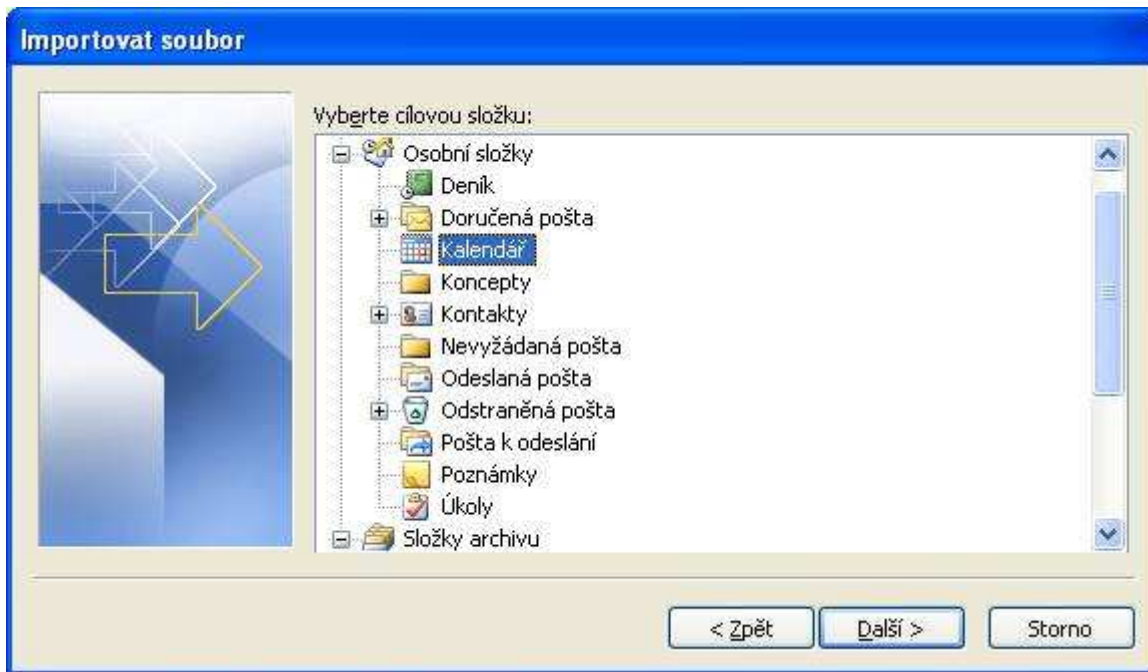 Importovat soubor
Vyberte cílovou složku:
Osobní složky
Deník
Doručená pošta
Kalendář
Koncepty
Kontakty
Nevyžádaná pošta
Odeslaná pošta
Odstraněná pošta
Pošta k odeslání
Poznámky
Úkoly
Složky archivu
< Zpět Další > Storno